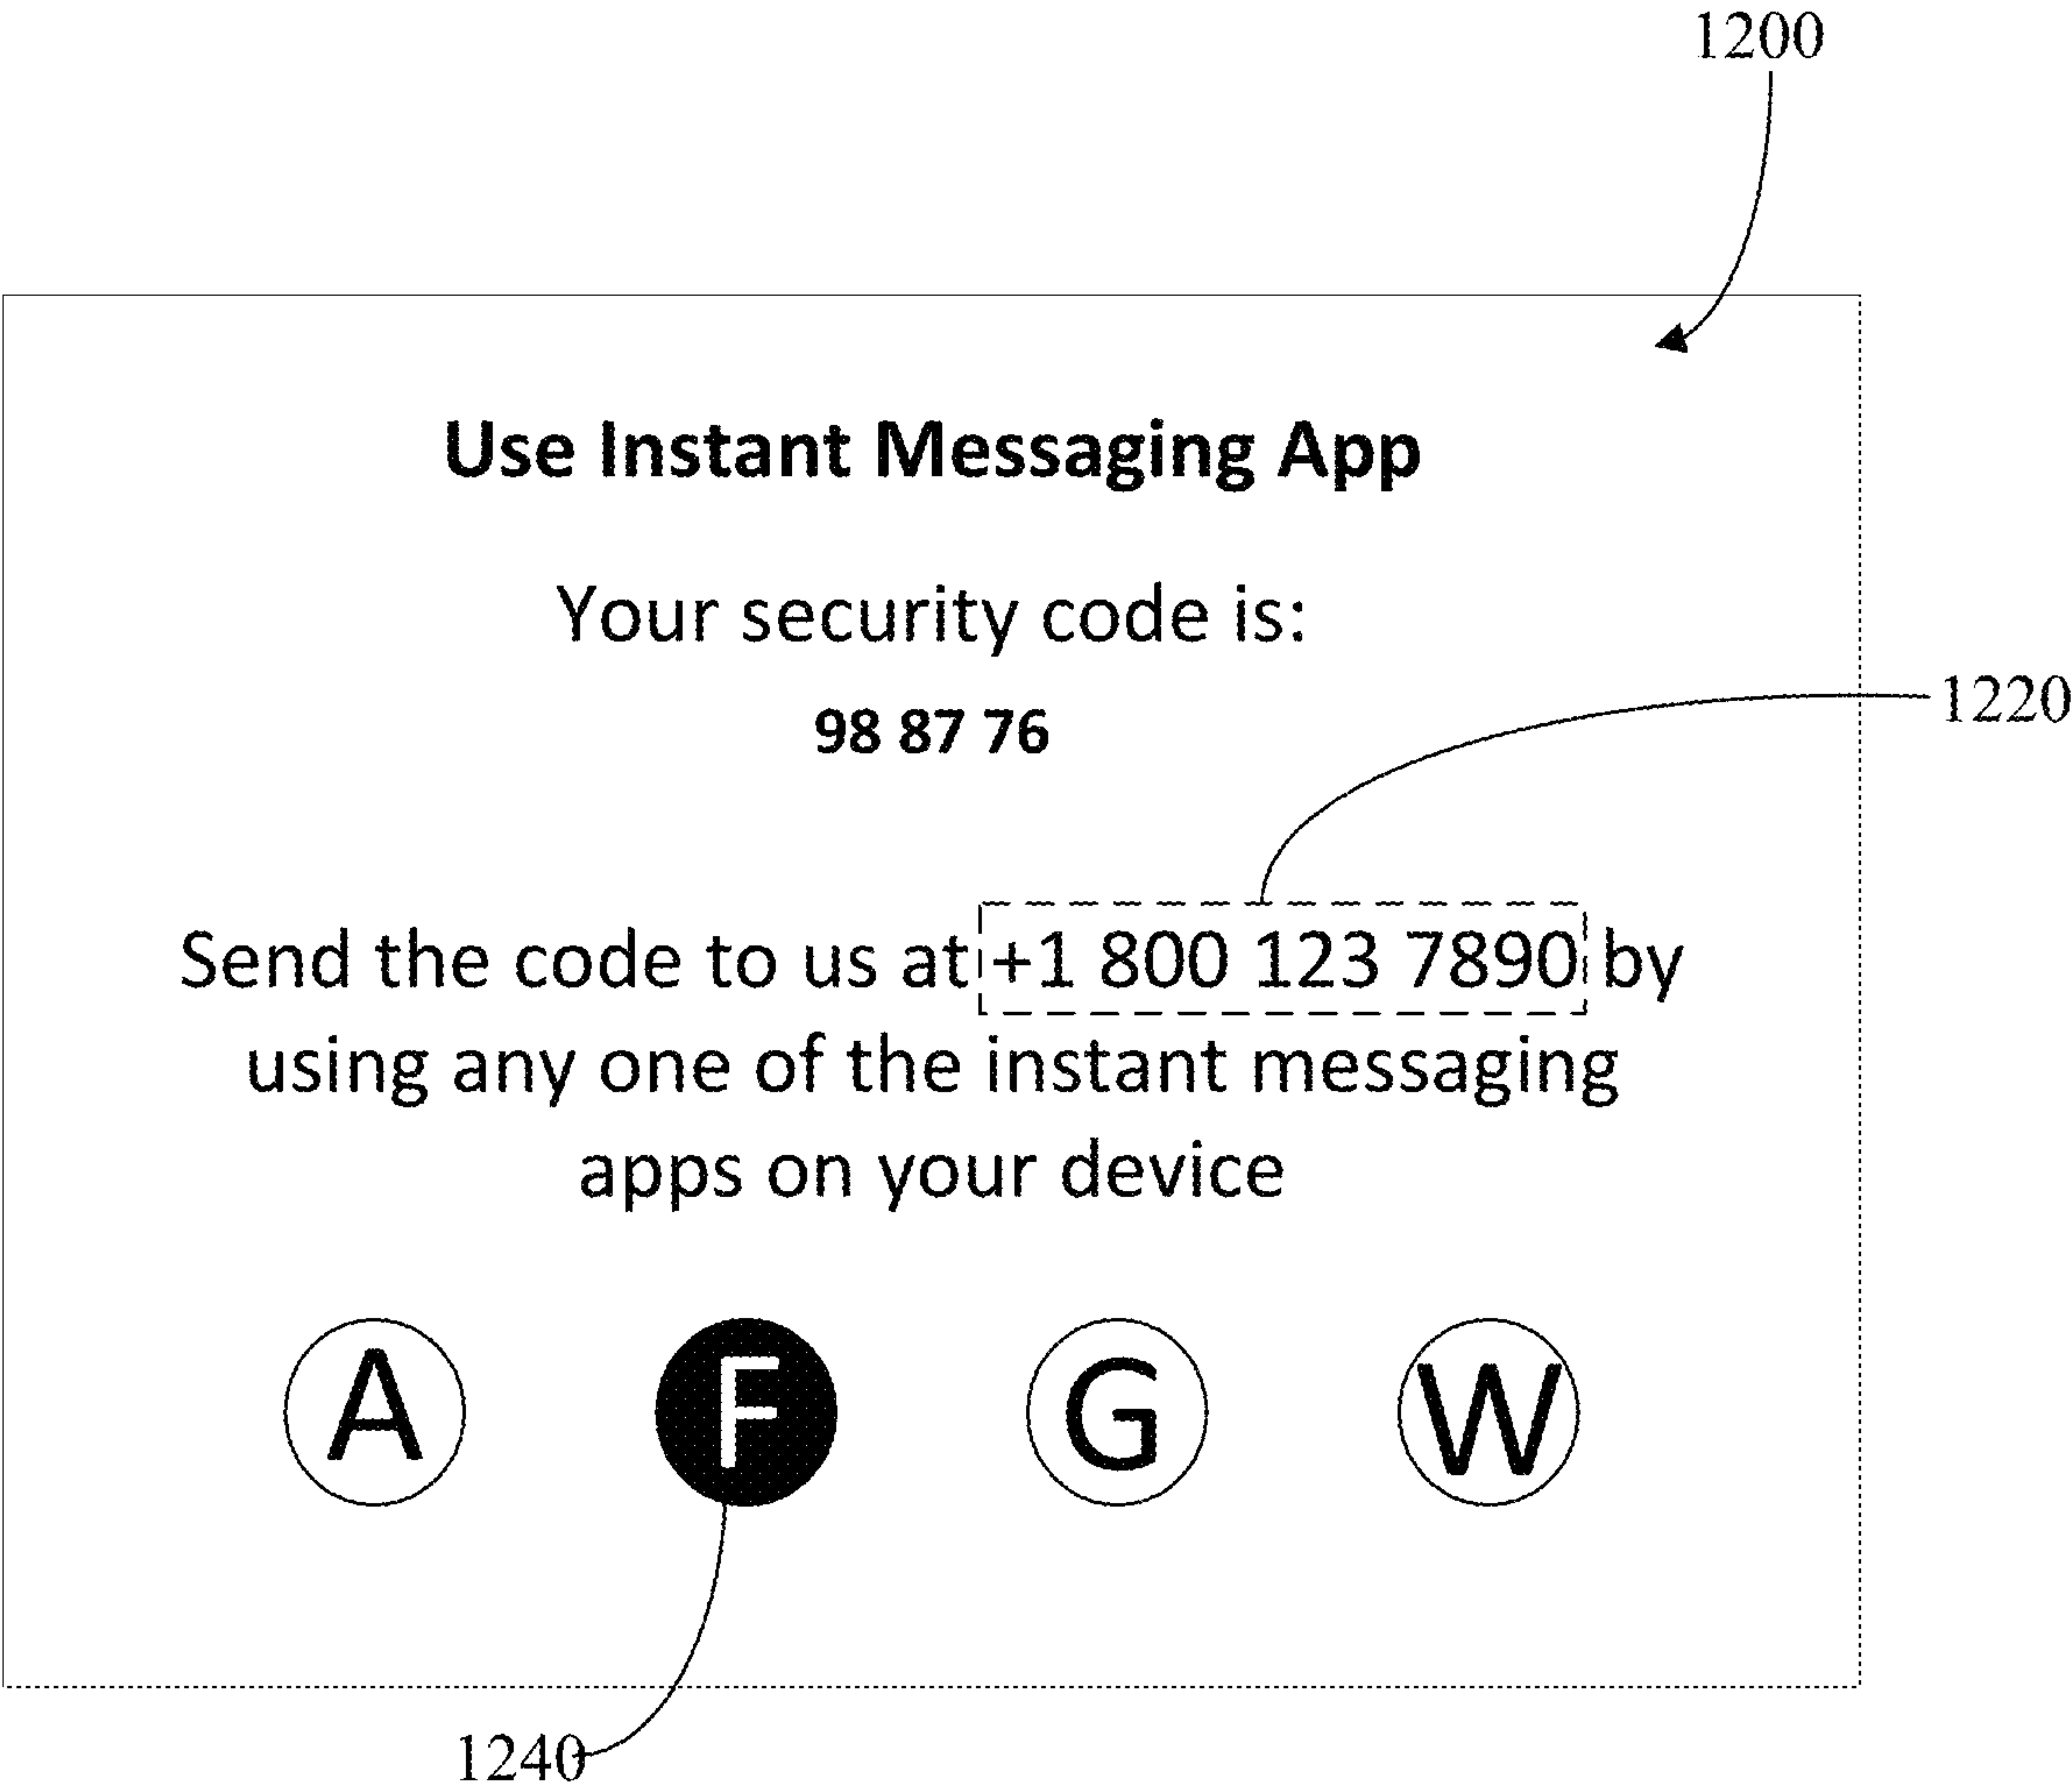 1200
Use Instant Messaging App
Your security code is:
98 87 76
1220
Send the code to us at +1 800 123 7890 by
using any one of the instant messaging
apps on your device
A F G W
1240